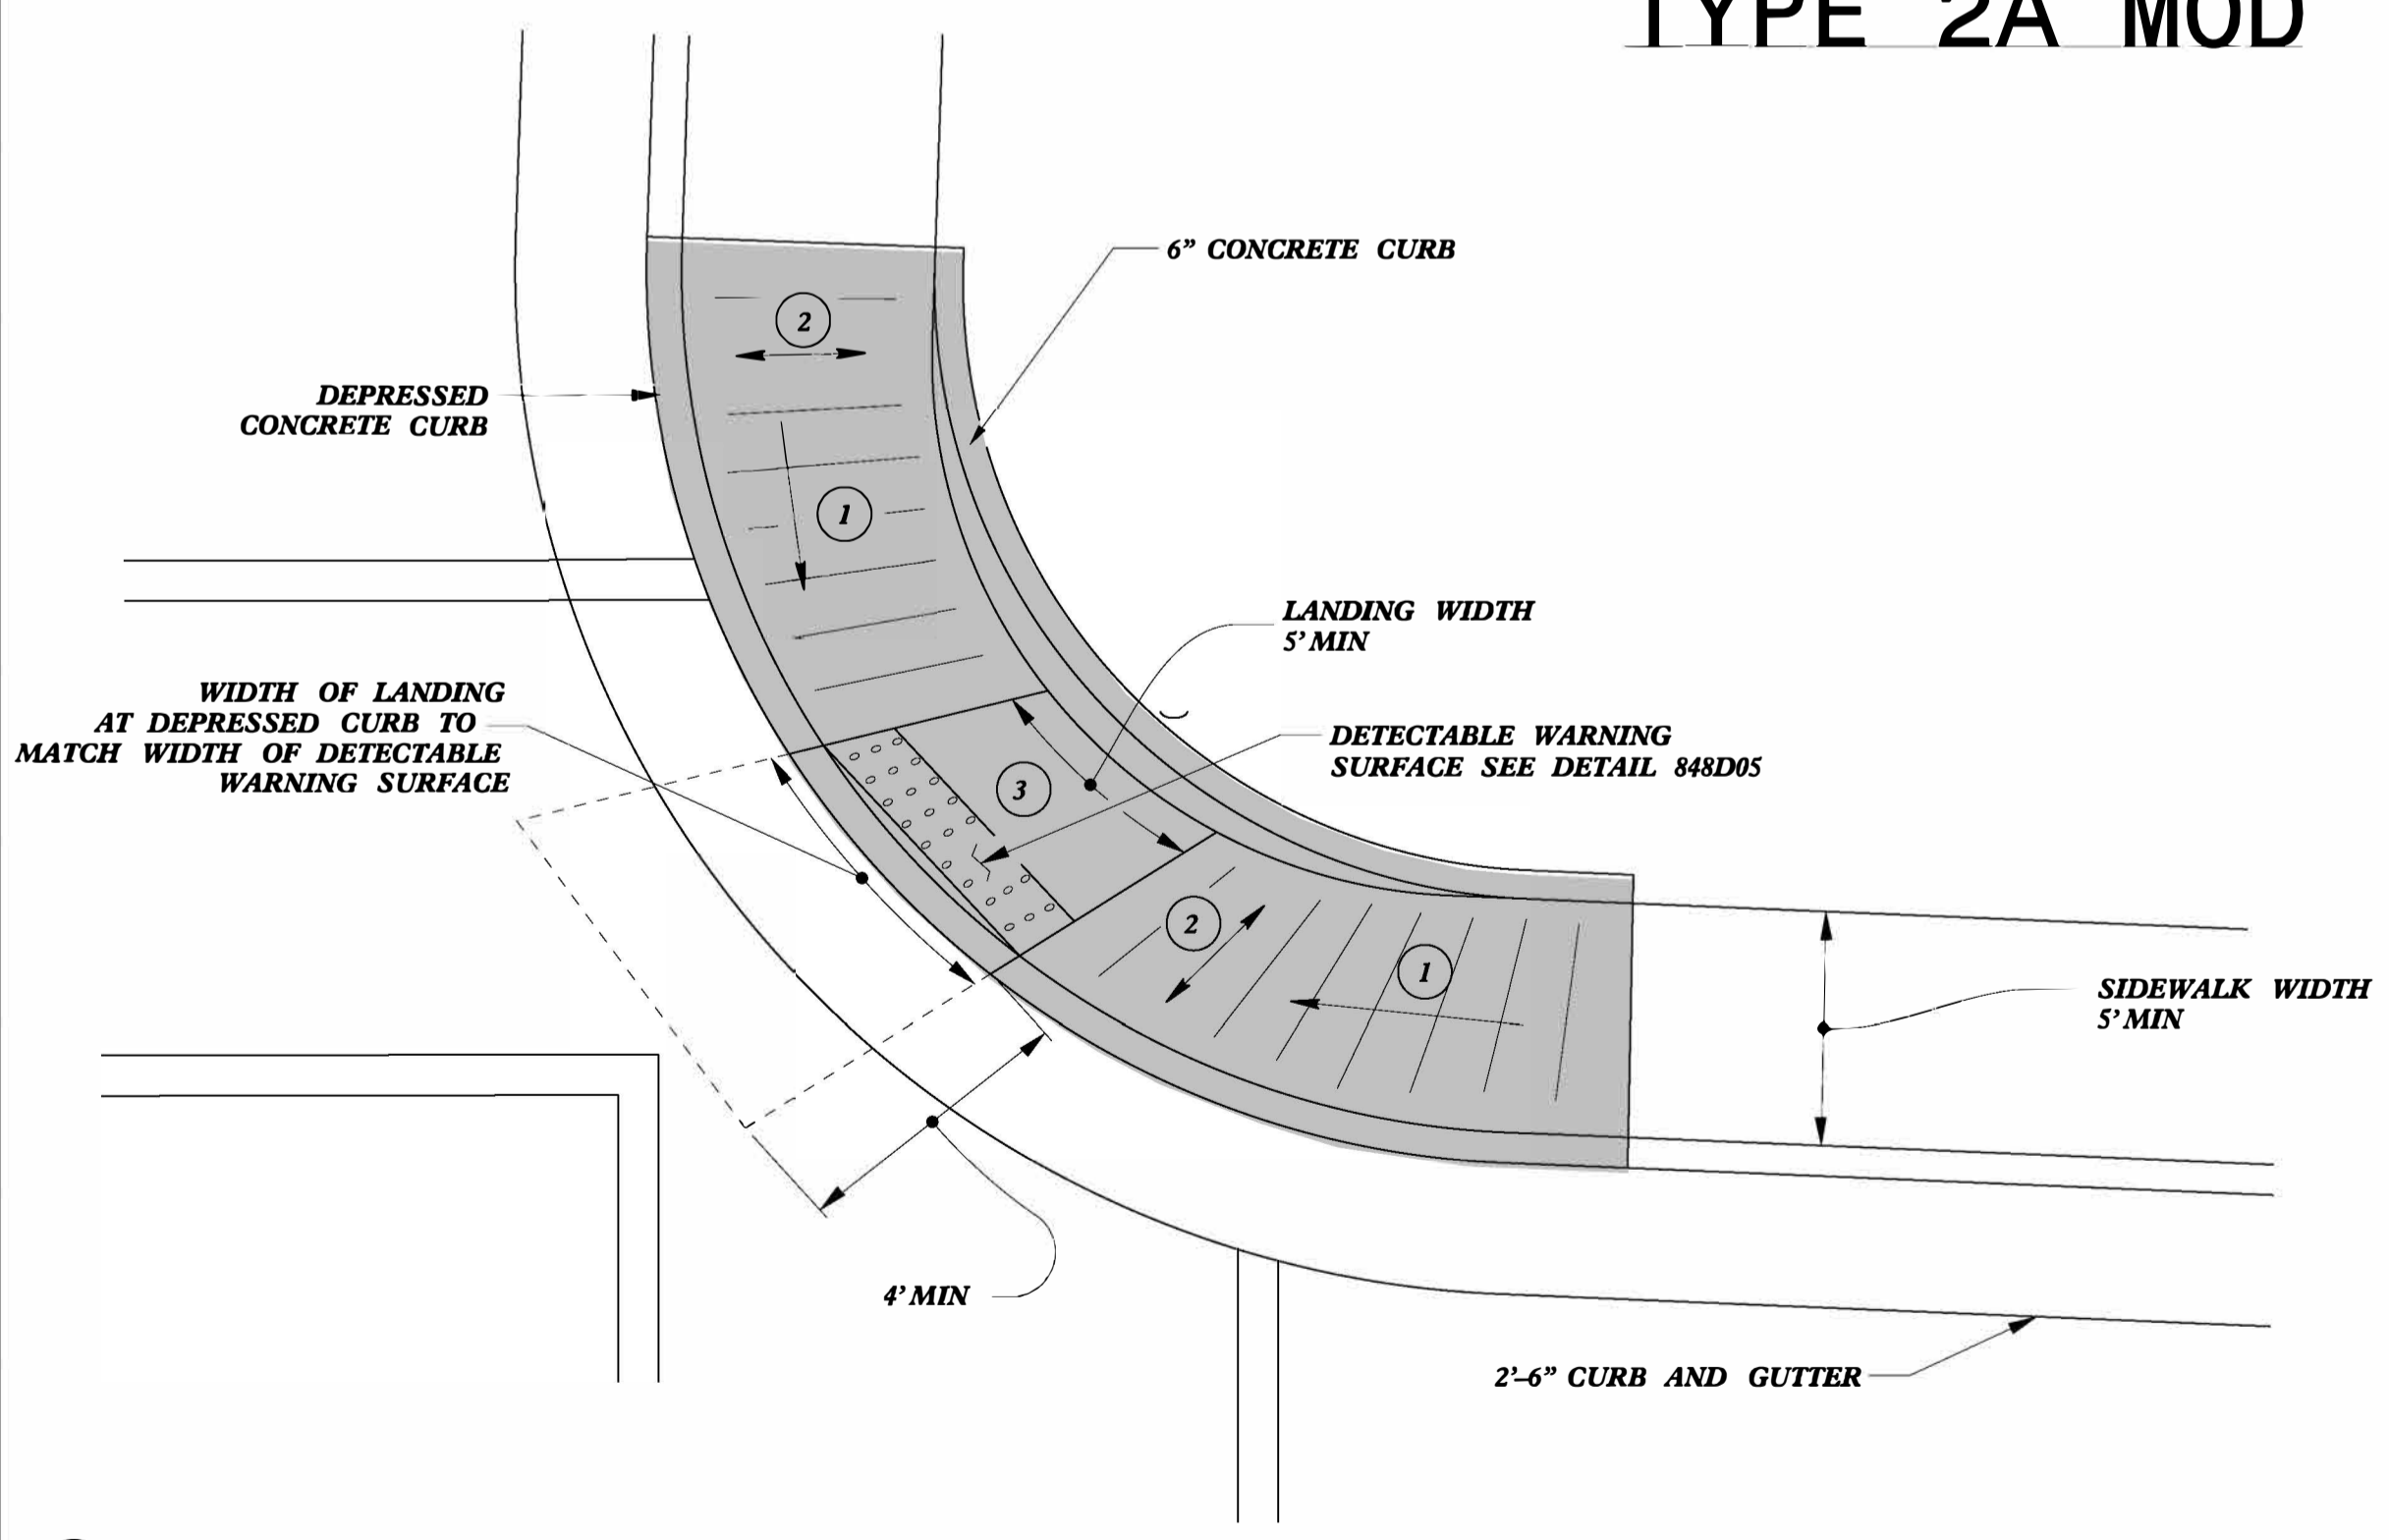 TYPE 2A MOD
6” CONCRETE CURB
2
DEPRESSED
CONCRETE CURB
1
LANDING WIDTH
5’ MIN
WIDTH OF LANDING
AT DEPRESSED CURB TO
MATCH WIDTH OF DETECTABLE
WARNING SURFACE
DETECTABLE WARNING
SURFACE SEE DETAIL 848D05
3
2
1
SIDEWALK WIDTH
5’ MIN
4’ MIN
2’–6” CURB AND GUTTER